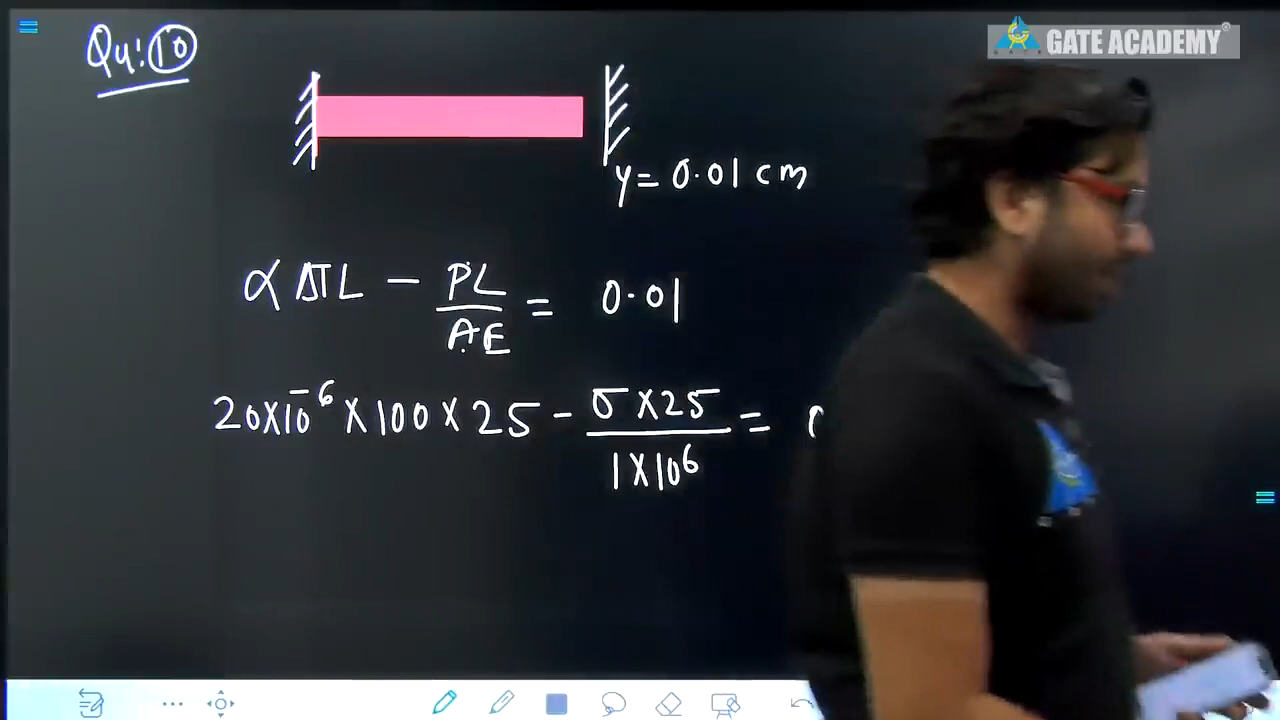 Qu: 10
GATE ACADEMY
y = 0.01 cm
α ΔTL − PL/AE = 0.01
20×10⁻⁶ × 100 × 25 − σ×25/1×10⁶ =